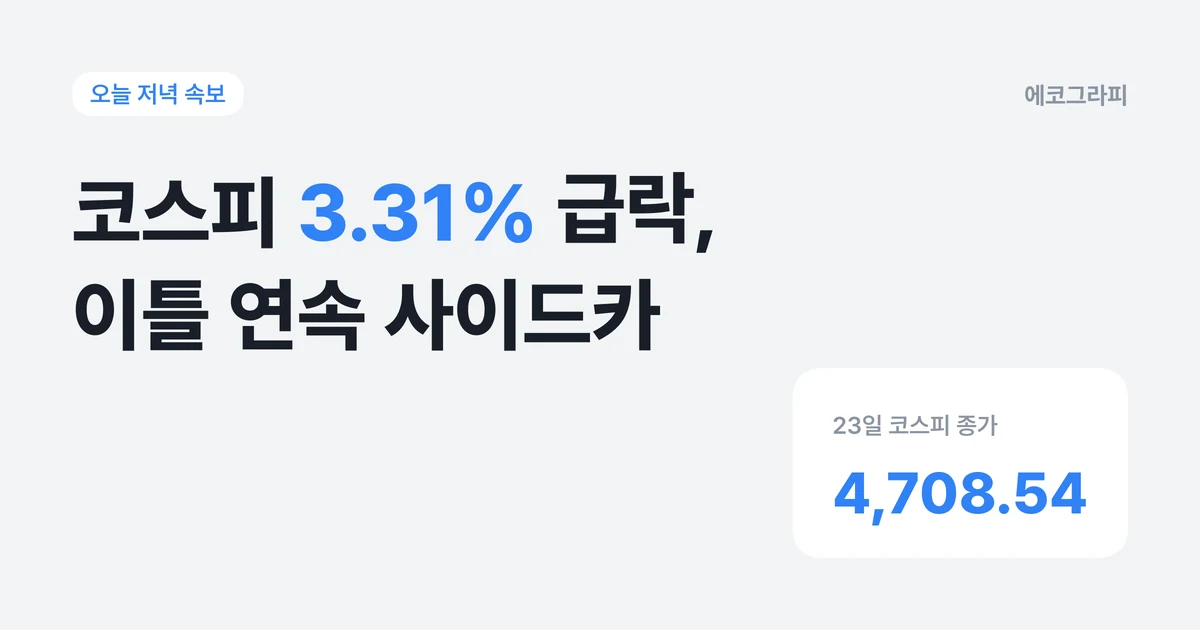 오늘 저녁 속보
에코그라피
코스피 3.31% 급락,
이틀 연속 사이드카
23일 코스피 종가
4,708.54